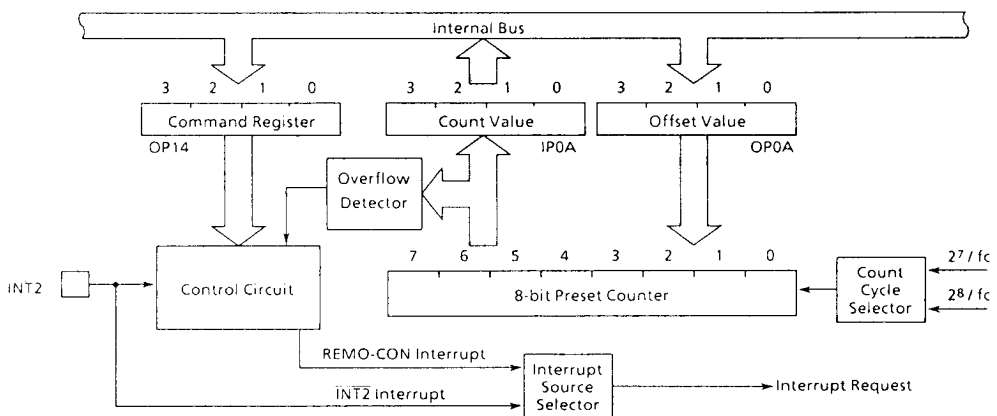 Internal Bus
3 2 1 0
3 2 1 0
3 2 1 0
Command Register
Count Value
Offset Value
OP14
IP0A
OP0A
Overflow
Detector
7 6 5 4 3 2 1 0
INT2
Control Circuit
8-bit Preset Counter
Count
Cycle
Selector
2⁷/fc
2⁸/fc
REMO-CON Interrupt
I̅N̅T̅2̅ Interrupt
Interrupt
Source
Selector
Interrupt Request